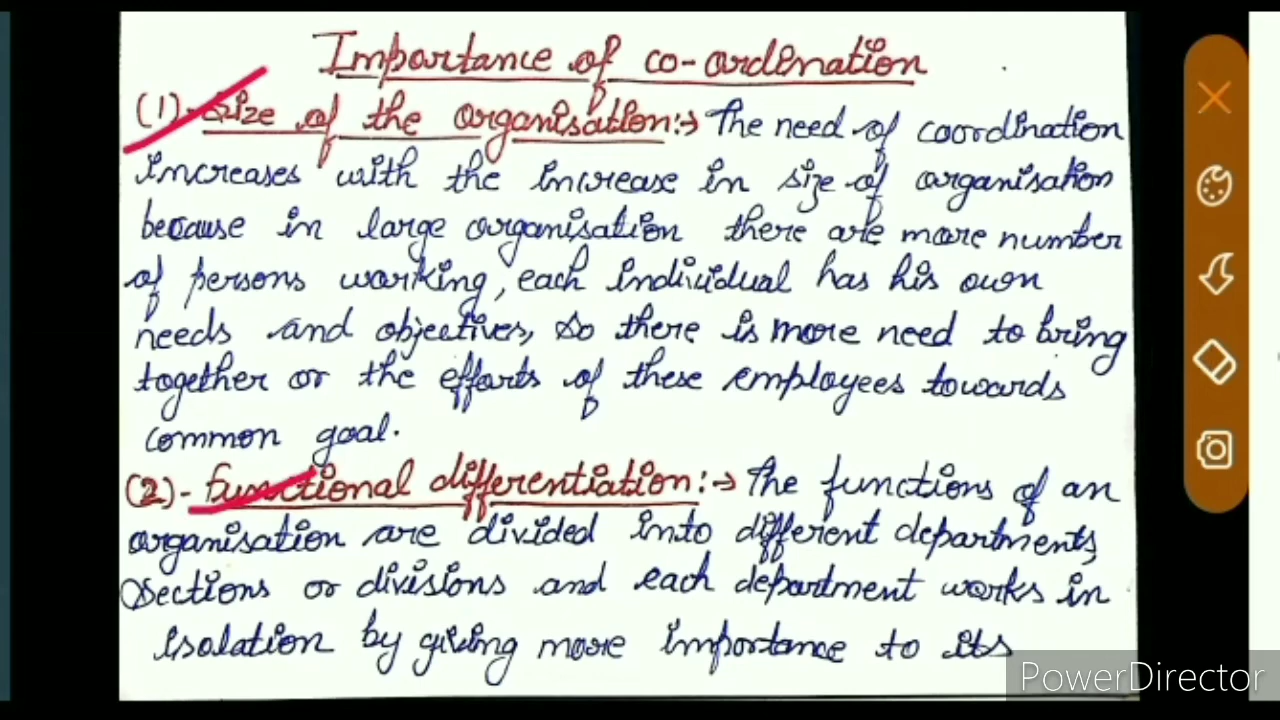 Importance of co-ordination
(1)- Size of the organisation:→ The need of coordination
increases with the increase in size of organisation
because in large organisation there are more number
of persons working, each individual has his own
needs and objectives, so there is more need to bring
together or the efforts of these employees towards
common goal.
(2)- Functional differentiation:→ The functions of an
organisation are divided into different departments,
sections or divisions and each department works in
isolation by giving more importance to its
PowerDirector